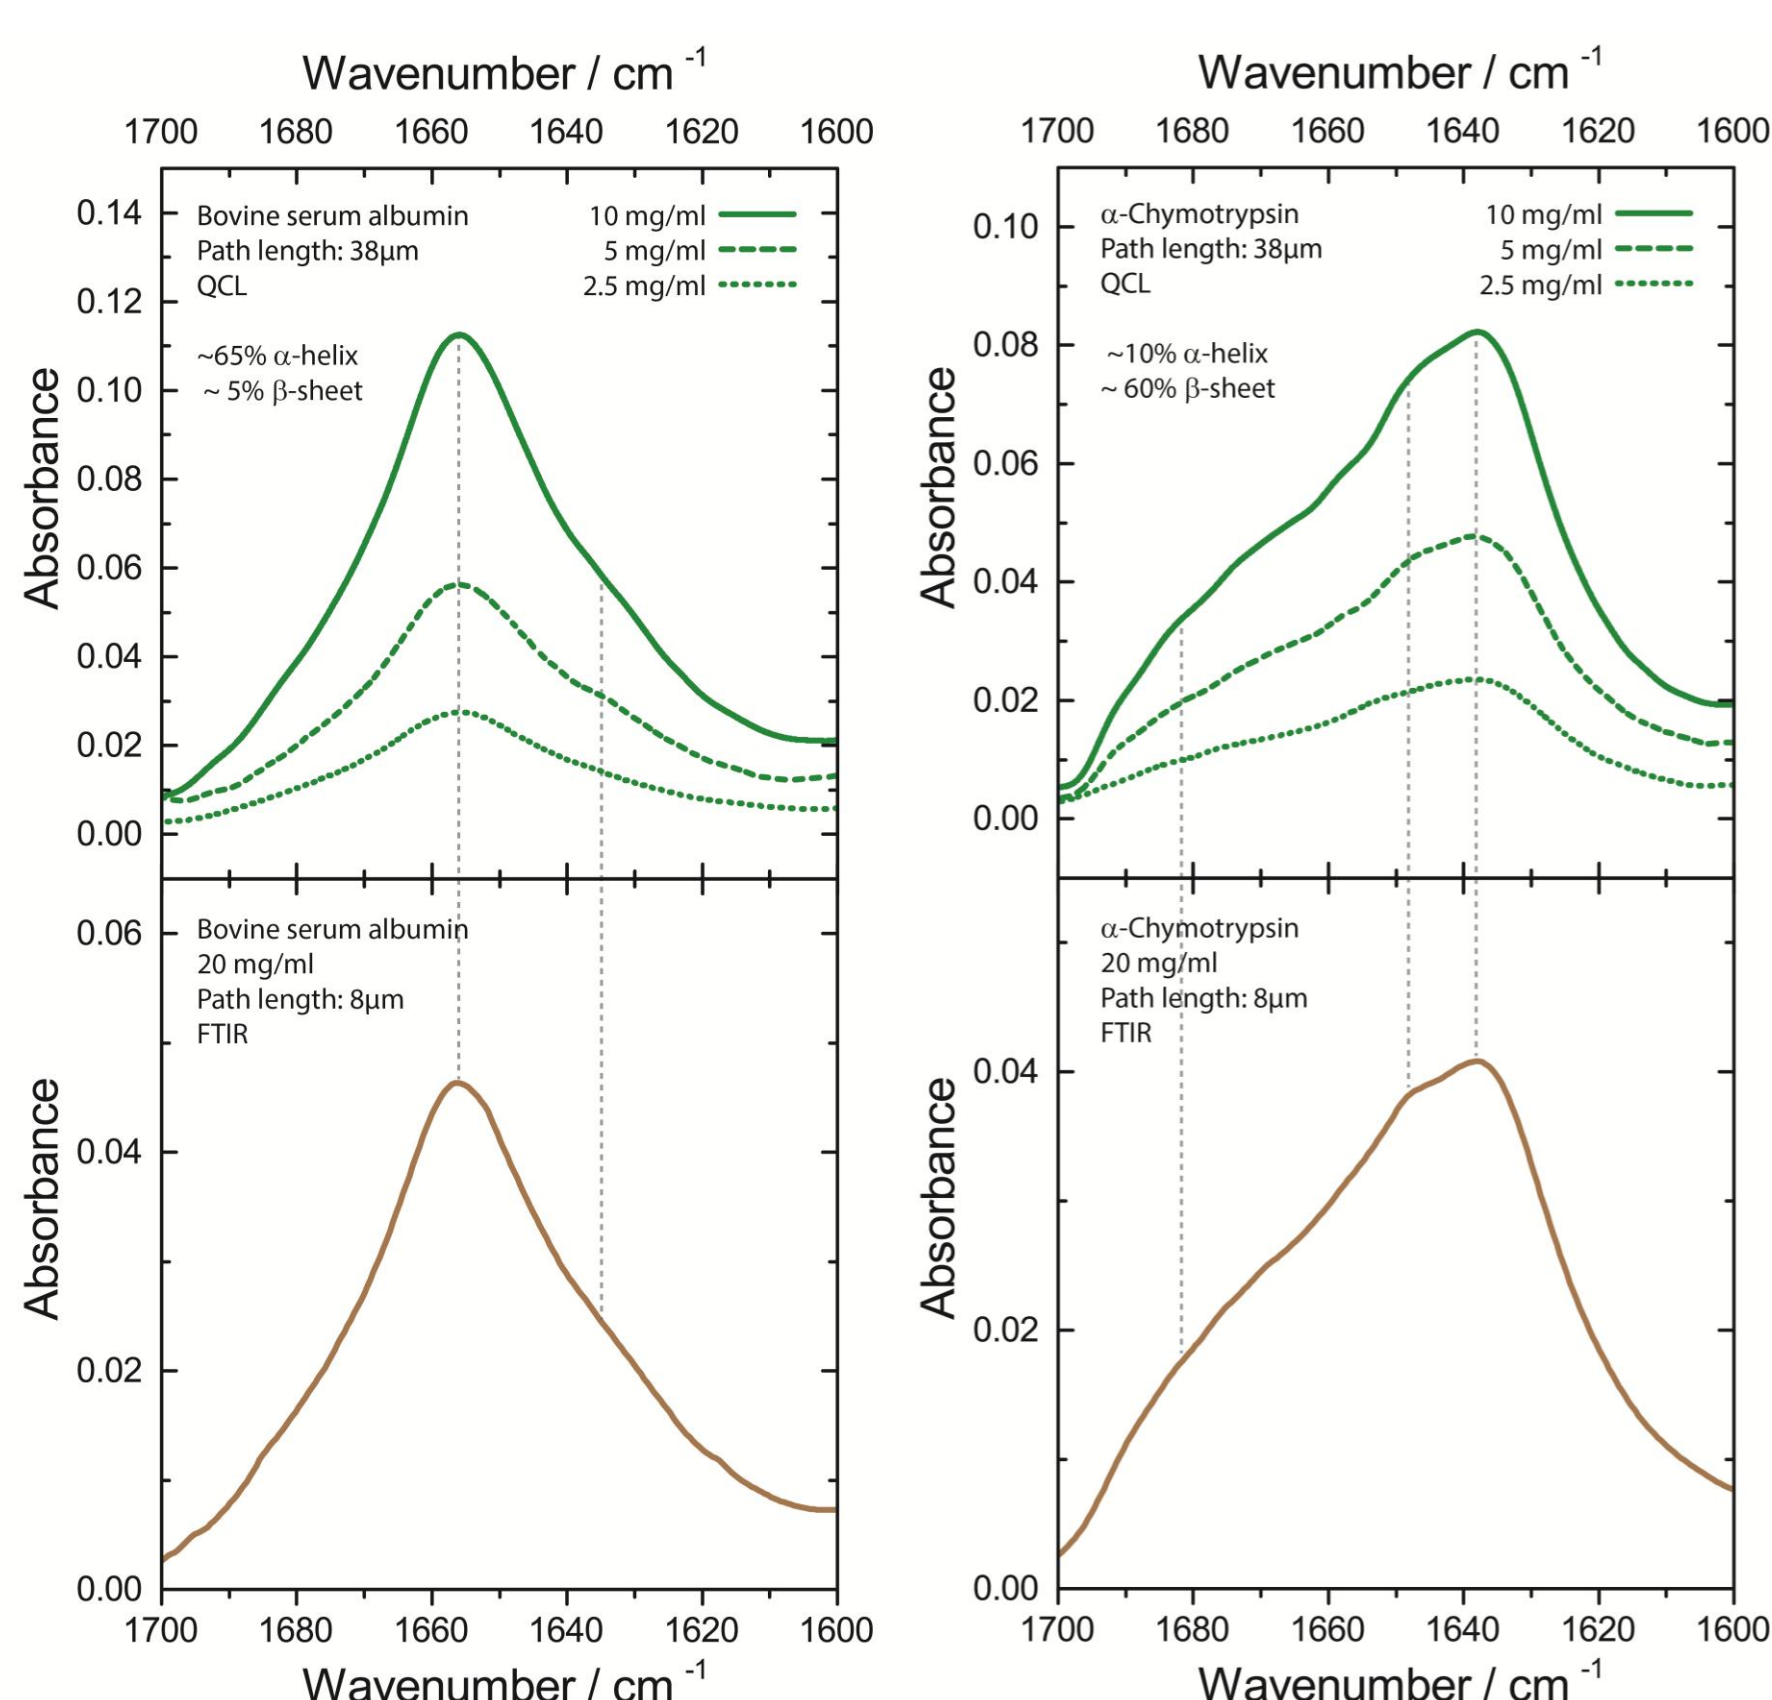 Wavenumber / cm -1
1700 1680 1660 1640 1620 1600
Absorbance
0.14
0.12
0.10
0.08
0.06
0.04
0.02
0.00
Bovine serum albumin
Path length: 38µm
QCL
~65% α-helix
~ 5% β-sheet
10 mg/ml
5 mg/ml
2.5 mg/ml
Absorbance
0.06
0.04
0.02
0.00
Bovine serum albumin
20 mg/ml
Path length: 8µm
FTIR
1700 1680 1660 1640 1620 1600
Wavenumber / cm -1
Wavenumber / cm -1
1700 1680 1660 1640 1620 1600
Absorbance
0.10
0.08
0.06
0.04
0.02
0.00
α-Chymotrypsin
Path length: 38µm
QCL
~10% α-helix
~ 60% β-sheet
10 mg/ml
5 mg/ml
2.5 mg/ml
Absorbance
0.04
0.02
0.00
α-Chymotrypsin
20 mg/ml
Path length: 8µm
FTIR
1700 1680 1660 1640 1620 1600
Wavenumber / cm -1